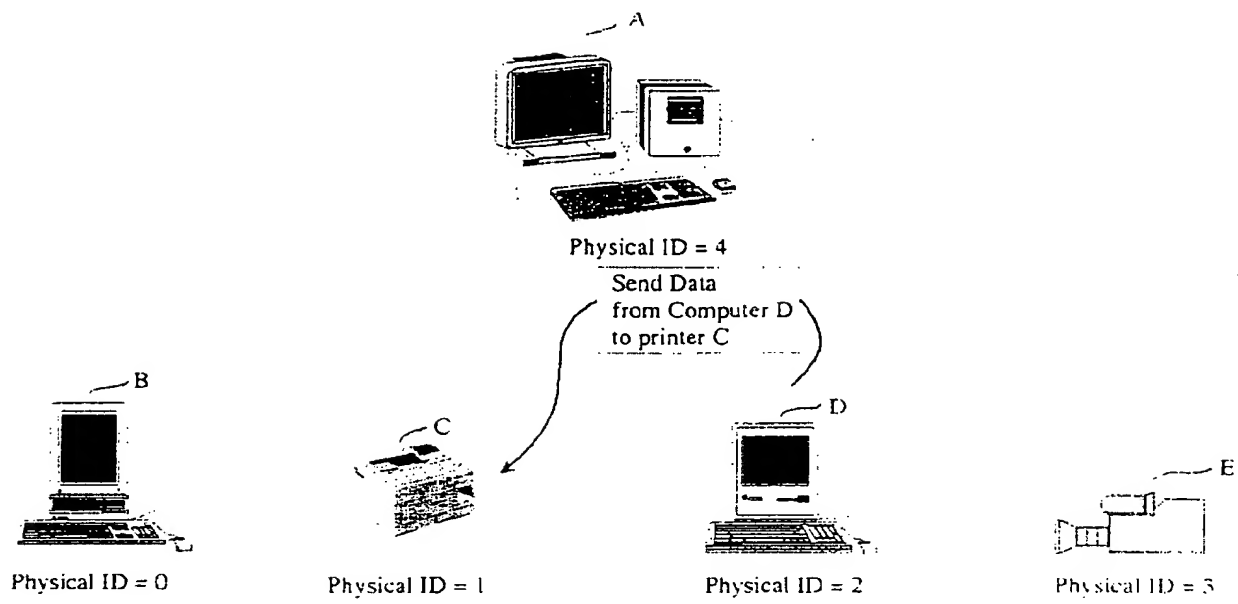 A
Physical ID = 4
Send Data
from Computer D
to printer C
B
C
D
E
Physical ID = 0
Physical ID = 1
Physical ID = 2
Physical ID = 3